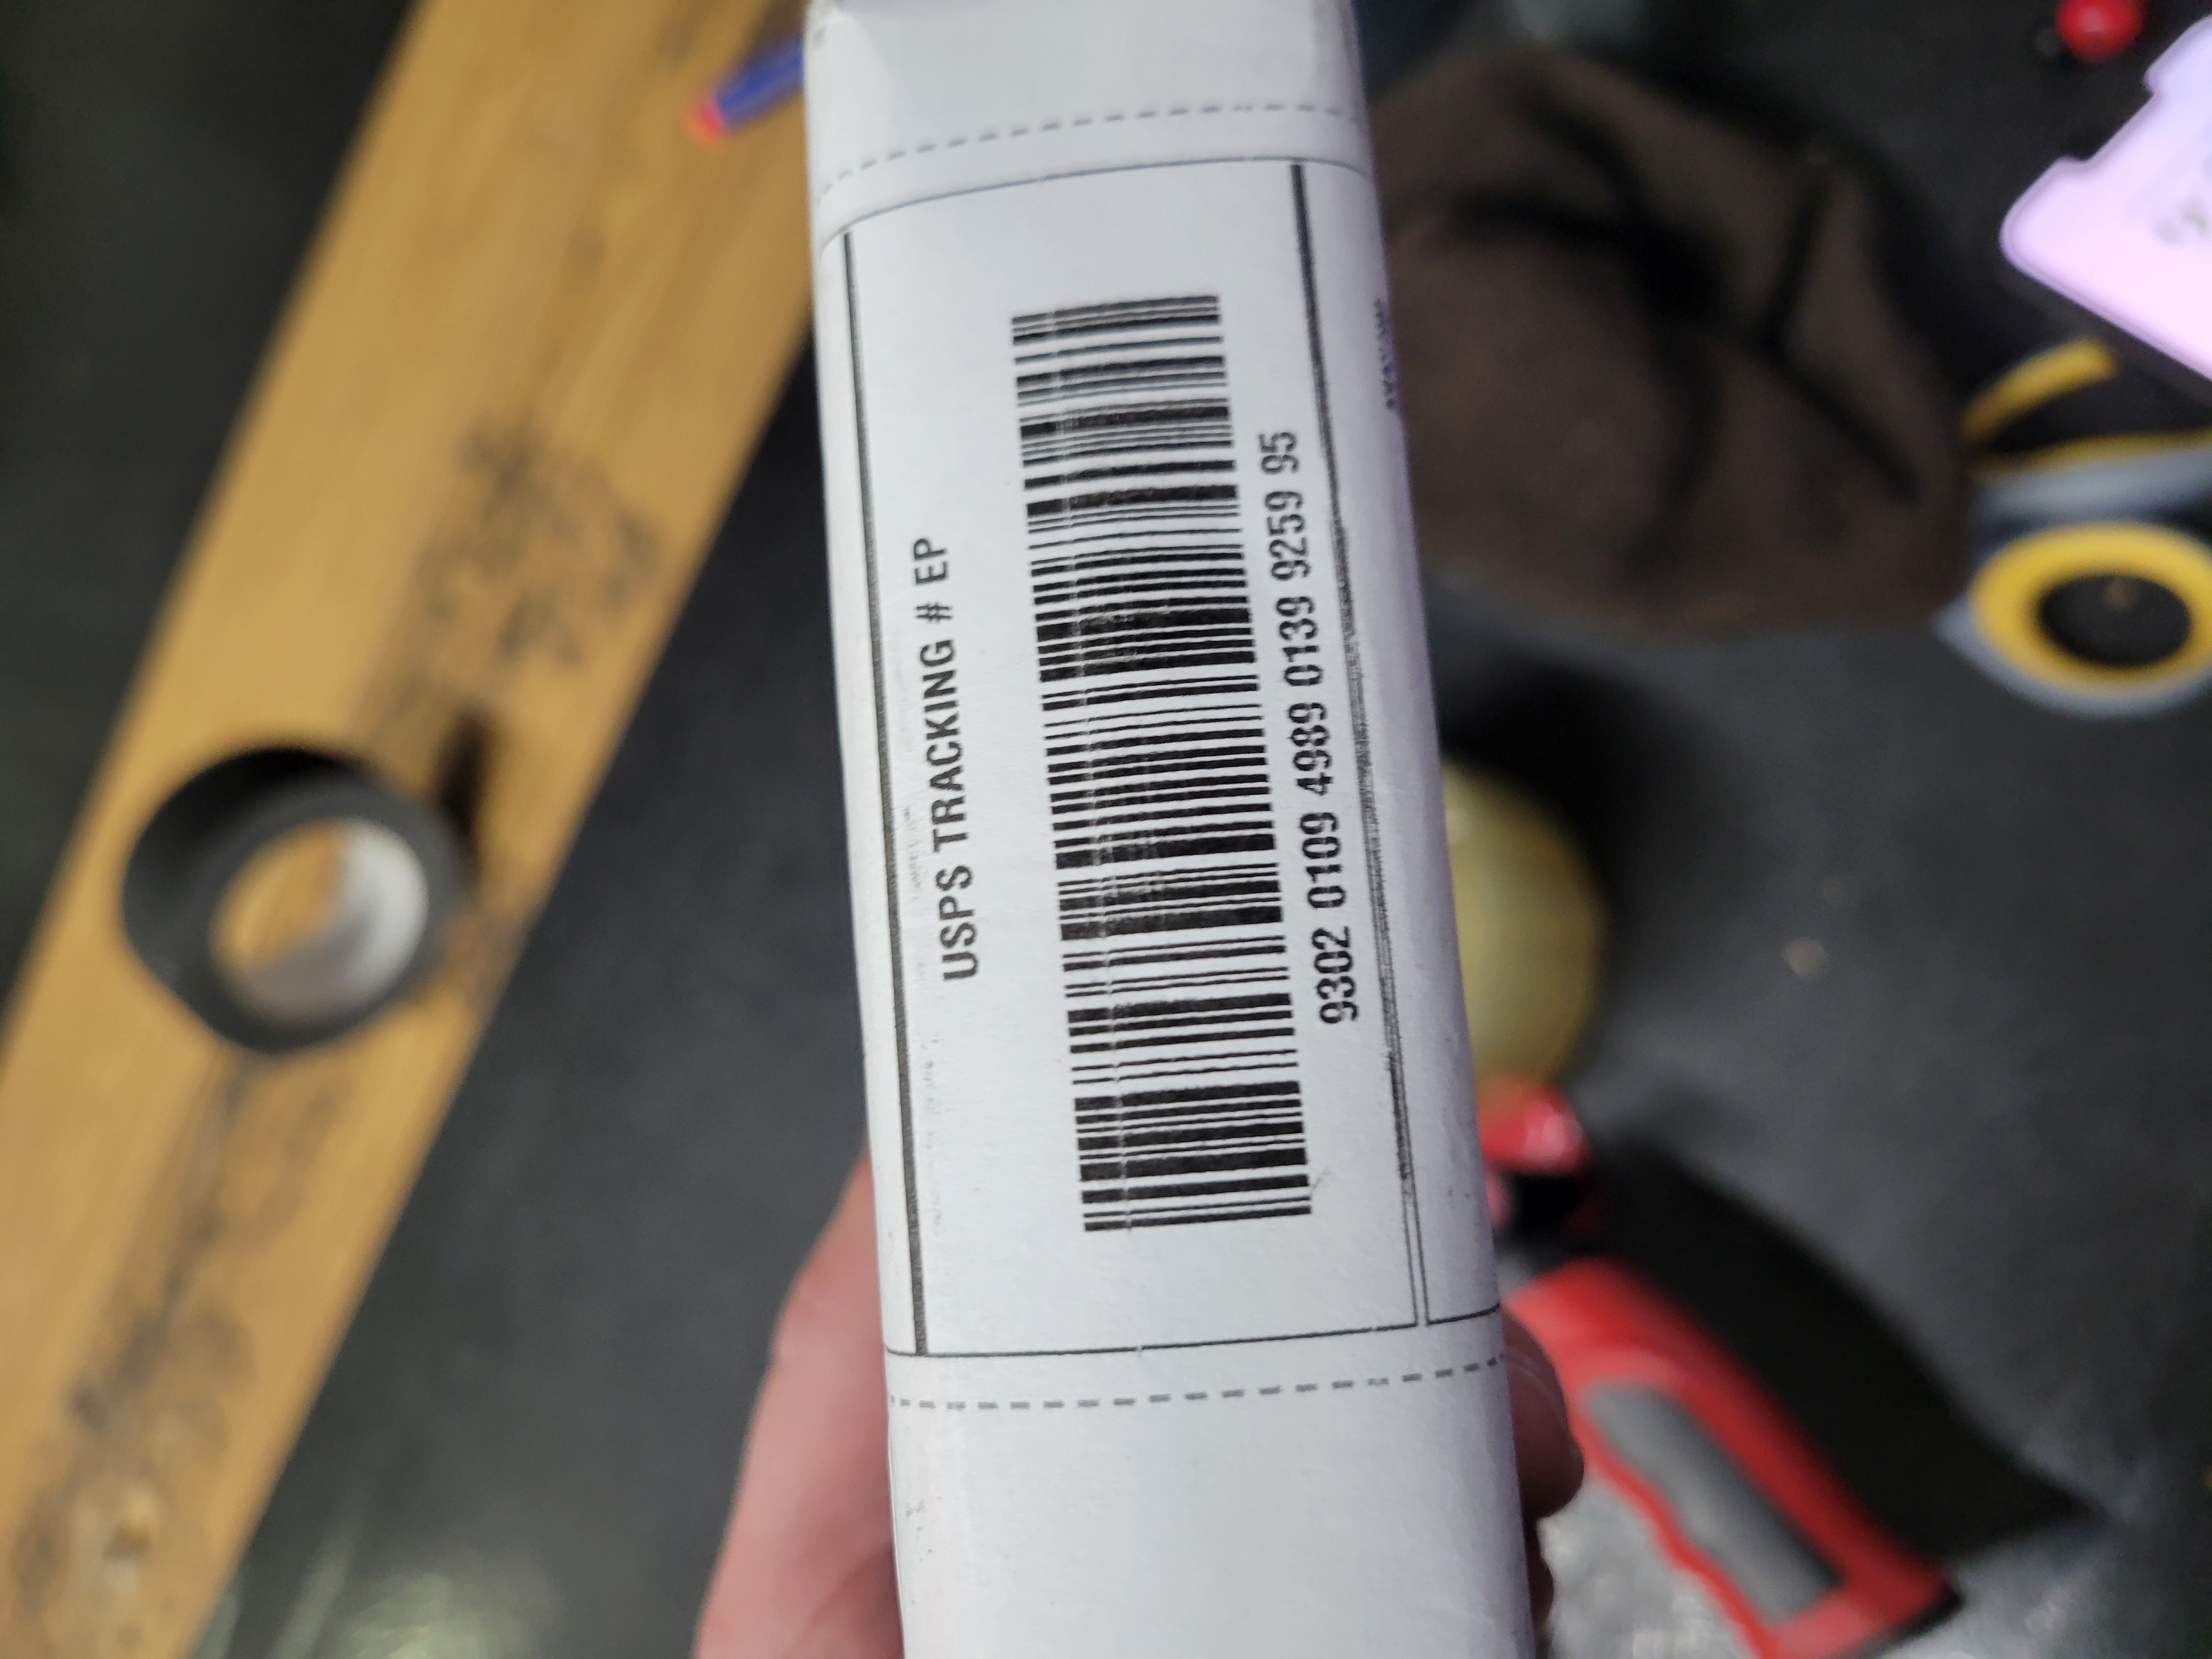 USPS TRACKING # EP
9302 0109 4989 0139 9259 95